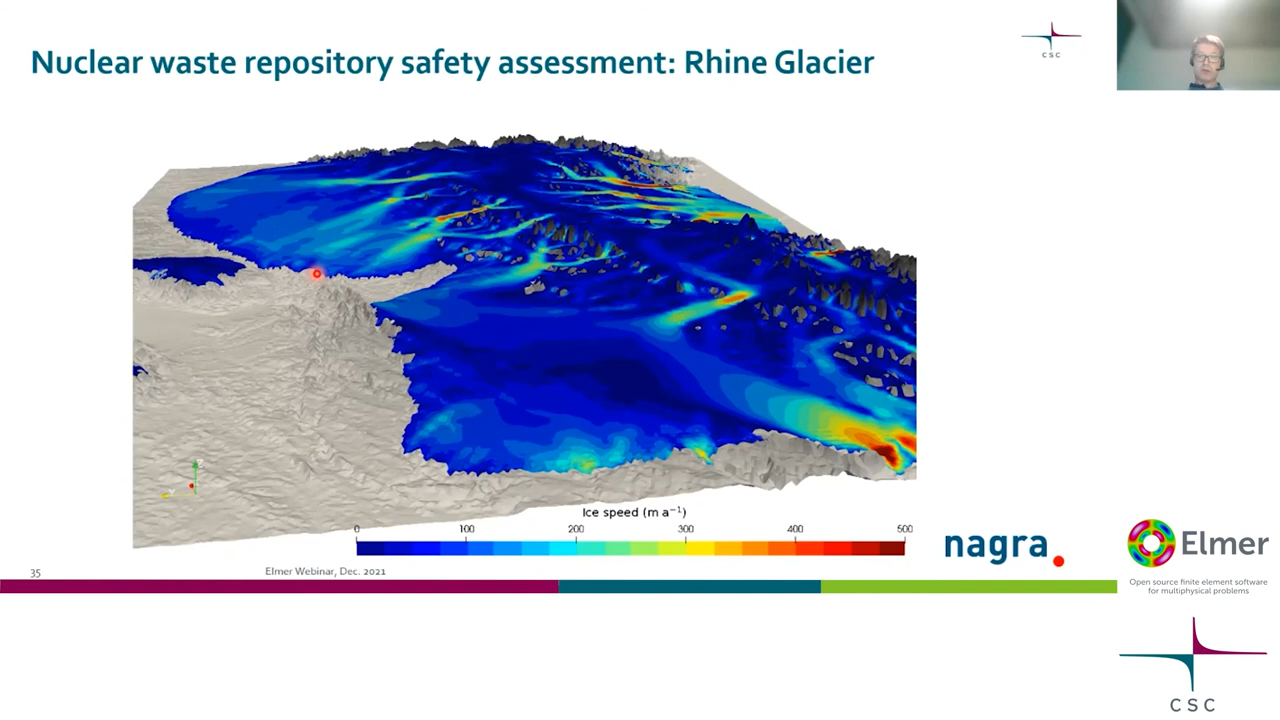 Nuclear waste repository safety assessment: Rhine Glacier
CSC
Ice speed (m a⁻¹)
0 100 200 300 400 500
nagra.
Elmer
Open source finite element software
for multiphysical problems
35
Elmer Webinar, Dec. 2021
CSC